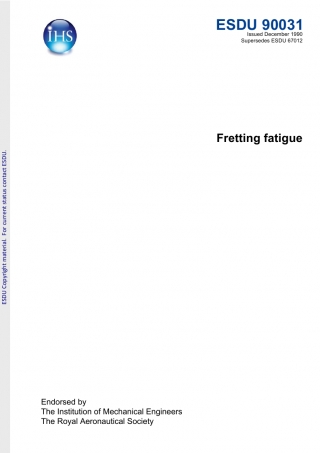 IHS
ESDU 90031
Issued December 1990
Supersedes ESDU 67012
Fretting fatigue
ESDU Copyright material. For current status contact ESDU.
Endorsed by
The Institution of Mechanical Engineers
The Royal Aeronautical Society